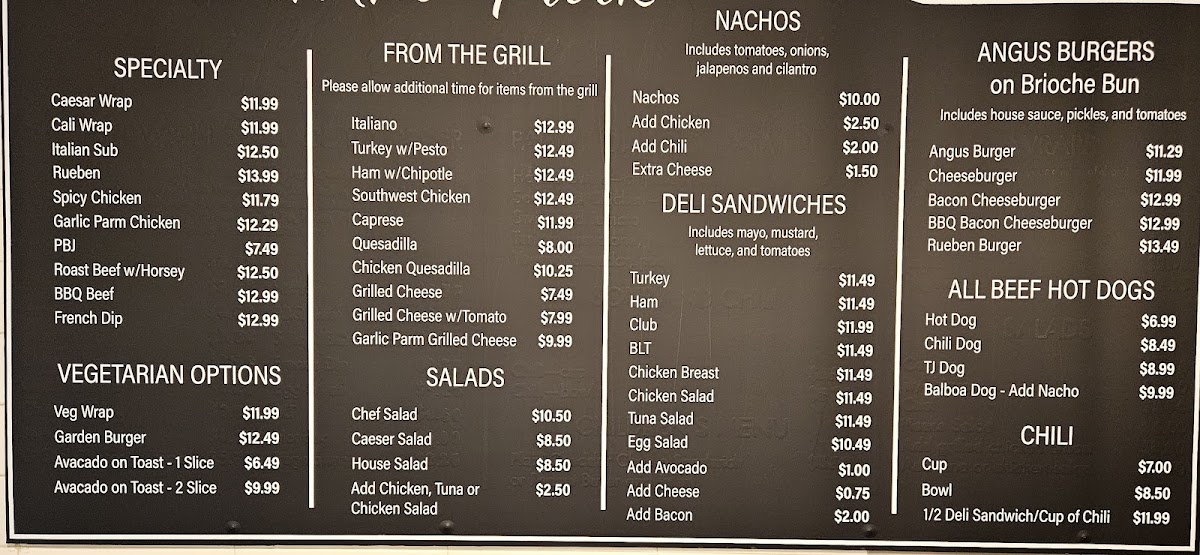 SPECIALTY
Caesar Wrap $11.99
Cali Wrap $11.99
Italian Sub $12.50
Rueben $13.99
Spicy Chicken $11.79
Garlic Parm Chicken $12.29
PBJ $7.49
Roast Beef w/Horsey $12.50
BBQ Beef $12.99
French Dip $12.99
VEGETARIAN OPTIONS
Veg Wrap $11.99
Garden Burger $12.49
Avacado on Toast - 1 Slice $6.49
Avacado on Toast - 2 Slice $9.99
FROM THE GRILL
Please allow additional time for items from the grill
Italiano $12.99
Turkey w/Pesto $12.49
Ham w/Chipotle $12.49
Southwest Chicken $12.49
Caprese $11.99
Quesadilla $8.00
Chicken Quesadilla $10.25
Grilled Cheese $7.49
Grilled Cheese w/Tomato $7.99
Garlic Parm Grilled Cheese $9.99
SALADS
Chef Salad $10.50
Caeser Salad $8.50
House Salad $8.50
Add Chicken, Tuna or $2.50
Chicken Salad
NACHOS
Includes tomatoes, onions,
jalapenos and cilantro
Nachos $10.00
Add Chicken $2.50
Add Chili $2.00
Extra Cheese $1.50
DELI SANDWICHES
Includes mayo, mustard,
lettuce, and tomatoes
Turkey $11.49
Ham $11.49
Club $11.99
BLT $11.49
Chicken Breast $11.49
Chicken Salad $11.49
Tuna Salad $11.49
Egg Salad $10.49
Add Avocado $1.00
Add Cheese $0.75
Add Bacon $2.00
ANGUS BURGERS
on Brioche Bun
Includes house sauce, pickles, and tomatoes
Angus Burger $11.29
Cheeseburger $11.99
Bacon Cheeseburger $12.99
BBQ Bacon Cheeseburger $12.99
Rueben Burger $13.49
ALL BEEF HOT DOGS
Hot Dog $6.99
Chili Dog $8.49
TJ Dog $8.99
Balboa Dog - Add Nacho $9.99
CHILI
Cup $7.00
Bowl $8.50
1/2 Deli Sandwich/Cup of Chili $11.99